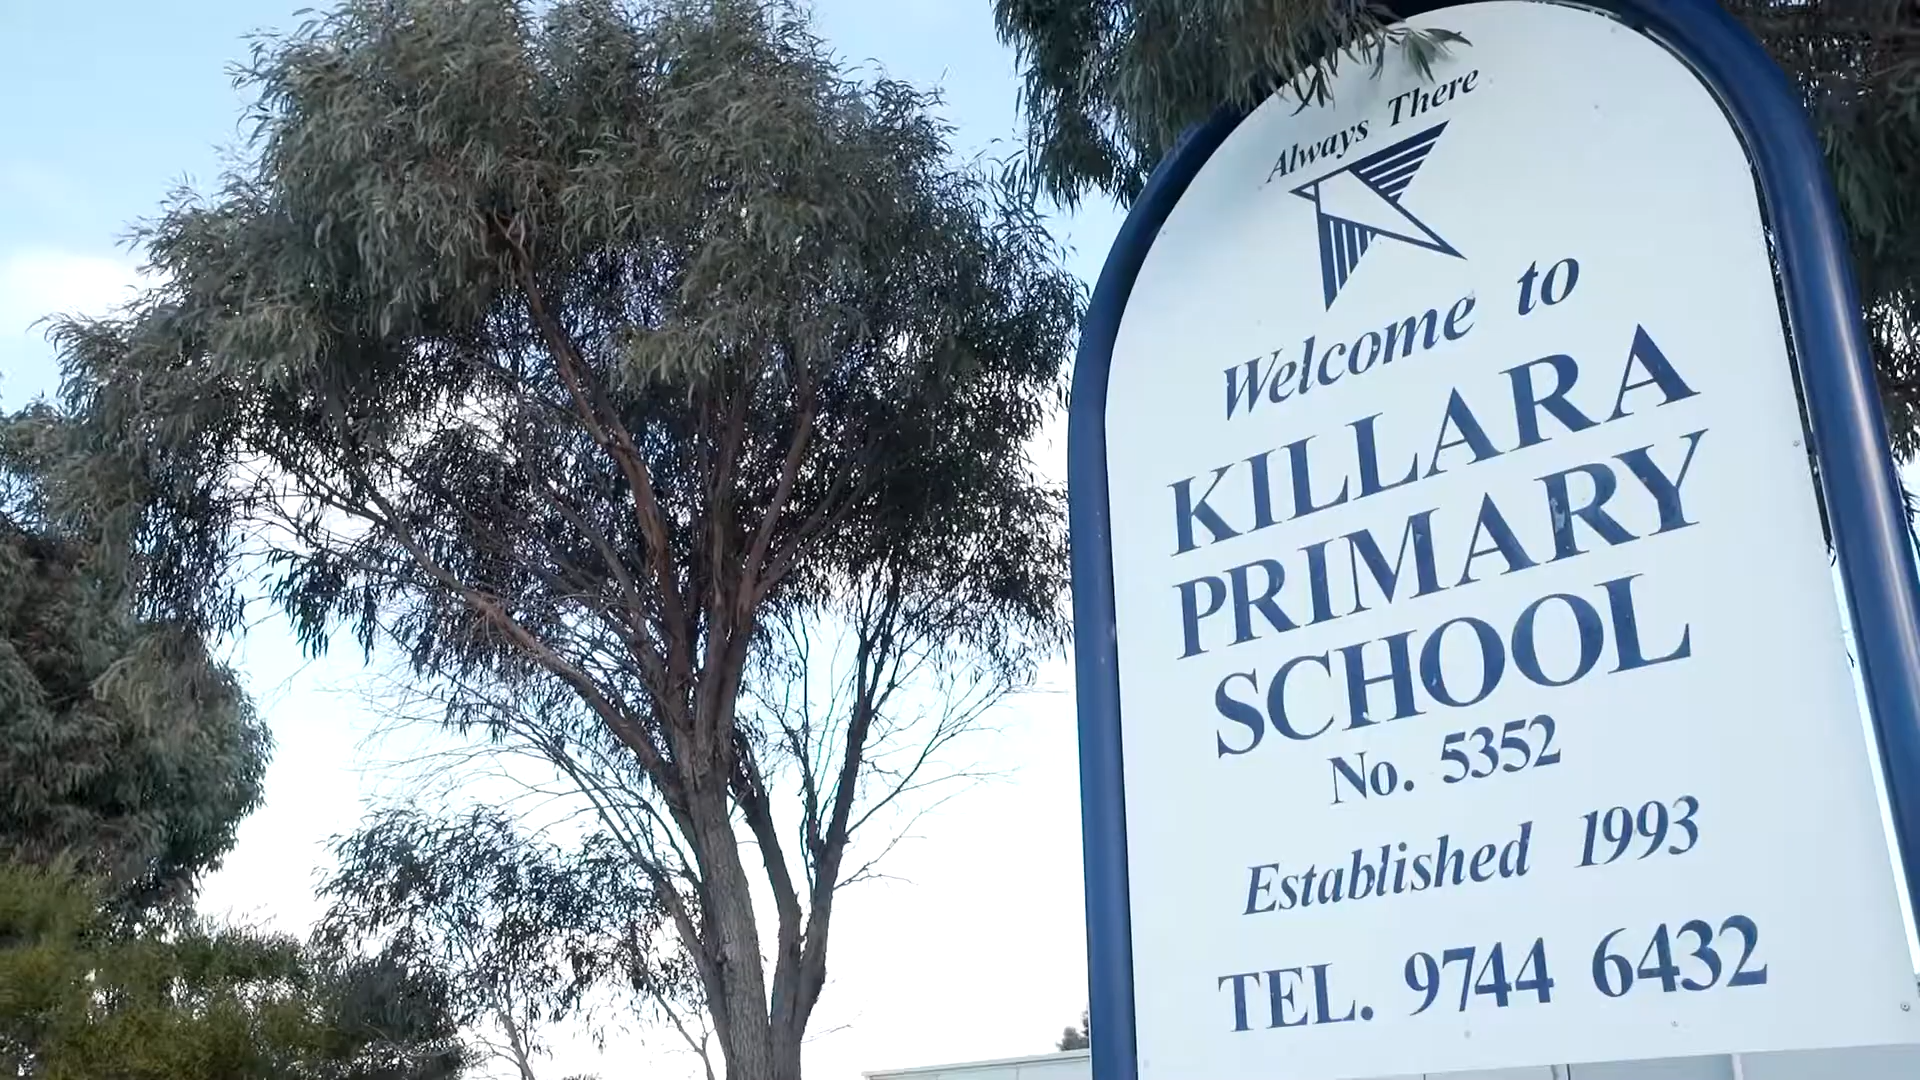 Always There
Welcome to
KILLARA
PRIMARY
SCHOOL
No. 5352
Established 1993
TEL. 9744 6432